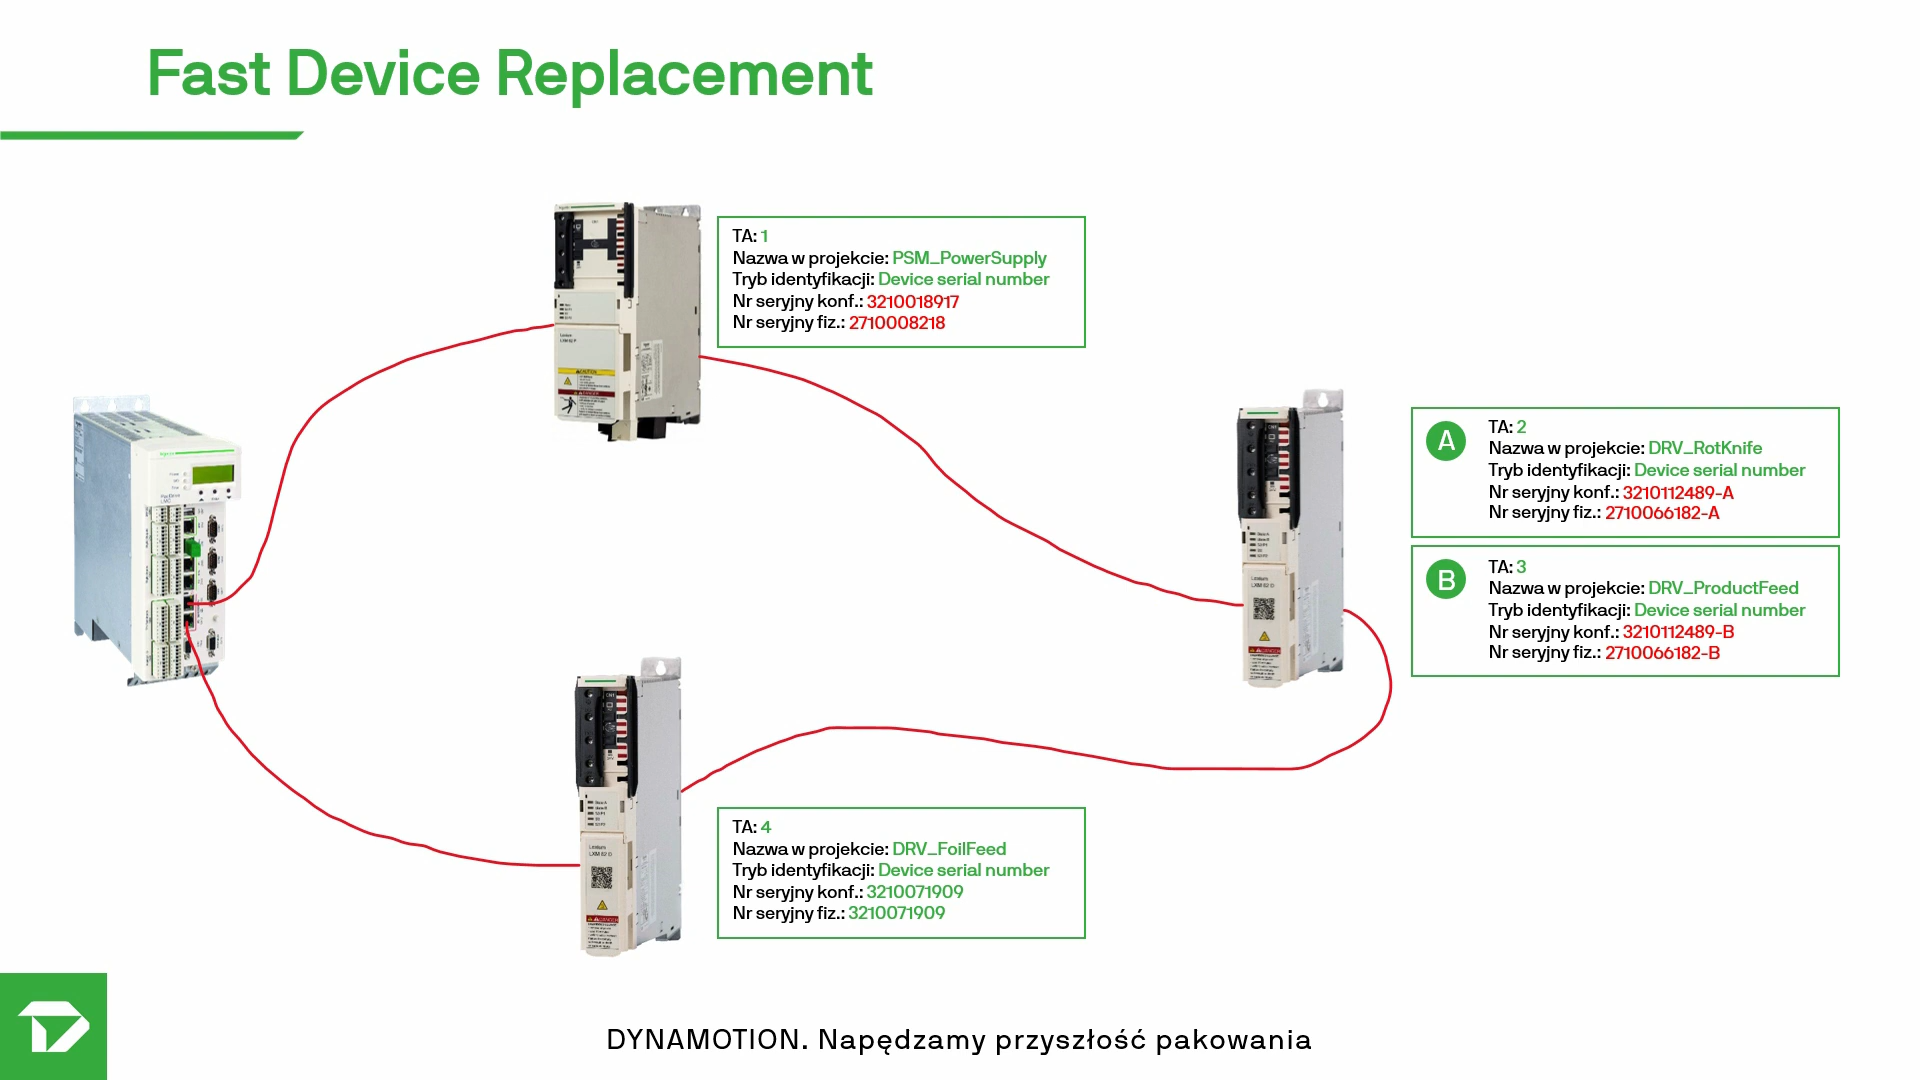 Fast Device Replacement
TA: 1
Nazwa w projekcie: PSM_PowerSupply
Tryb identyfikacji: Device serial number
Nr seryjny konf.: 3210018917
Nr seryjny fiz.: 2710008218
A
TA: 2
Nazwa w projekcie: DRV_RotKnife
Tryb identyfikacji: Device serial number
Nr seryjny konf.: 3210112489-A
Nr seryjny fiz.: 2710066182-A
B
TA: 3
Nazwa w projekcie: DRV_ProductFeed
Tryb identyfikacji: Device serial number
Nr seryjny konf.: 3210112489-B
Nr seryjny fiz.: 2710066182-B
TA: 4
Nazwa w projekcie: DRV_FoilFeed
Tryb identyfikacji: Device serial number
Nr seryjny konf.: 3210071909
Nr seryjny fiz.: 3210071909
DYNAMOTION. Napędzamy przyszłość pakowania